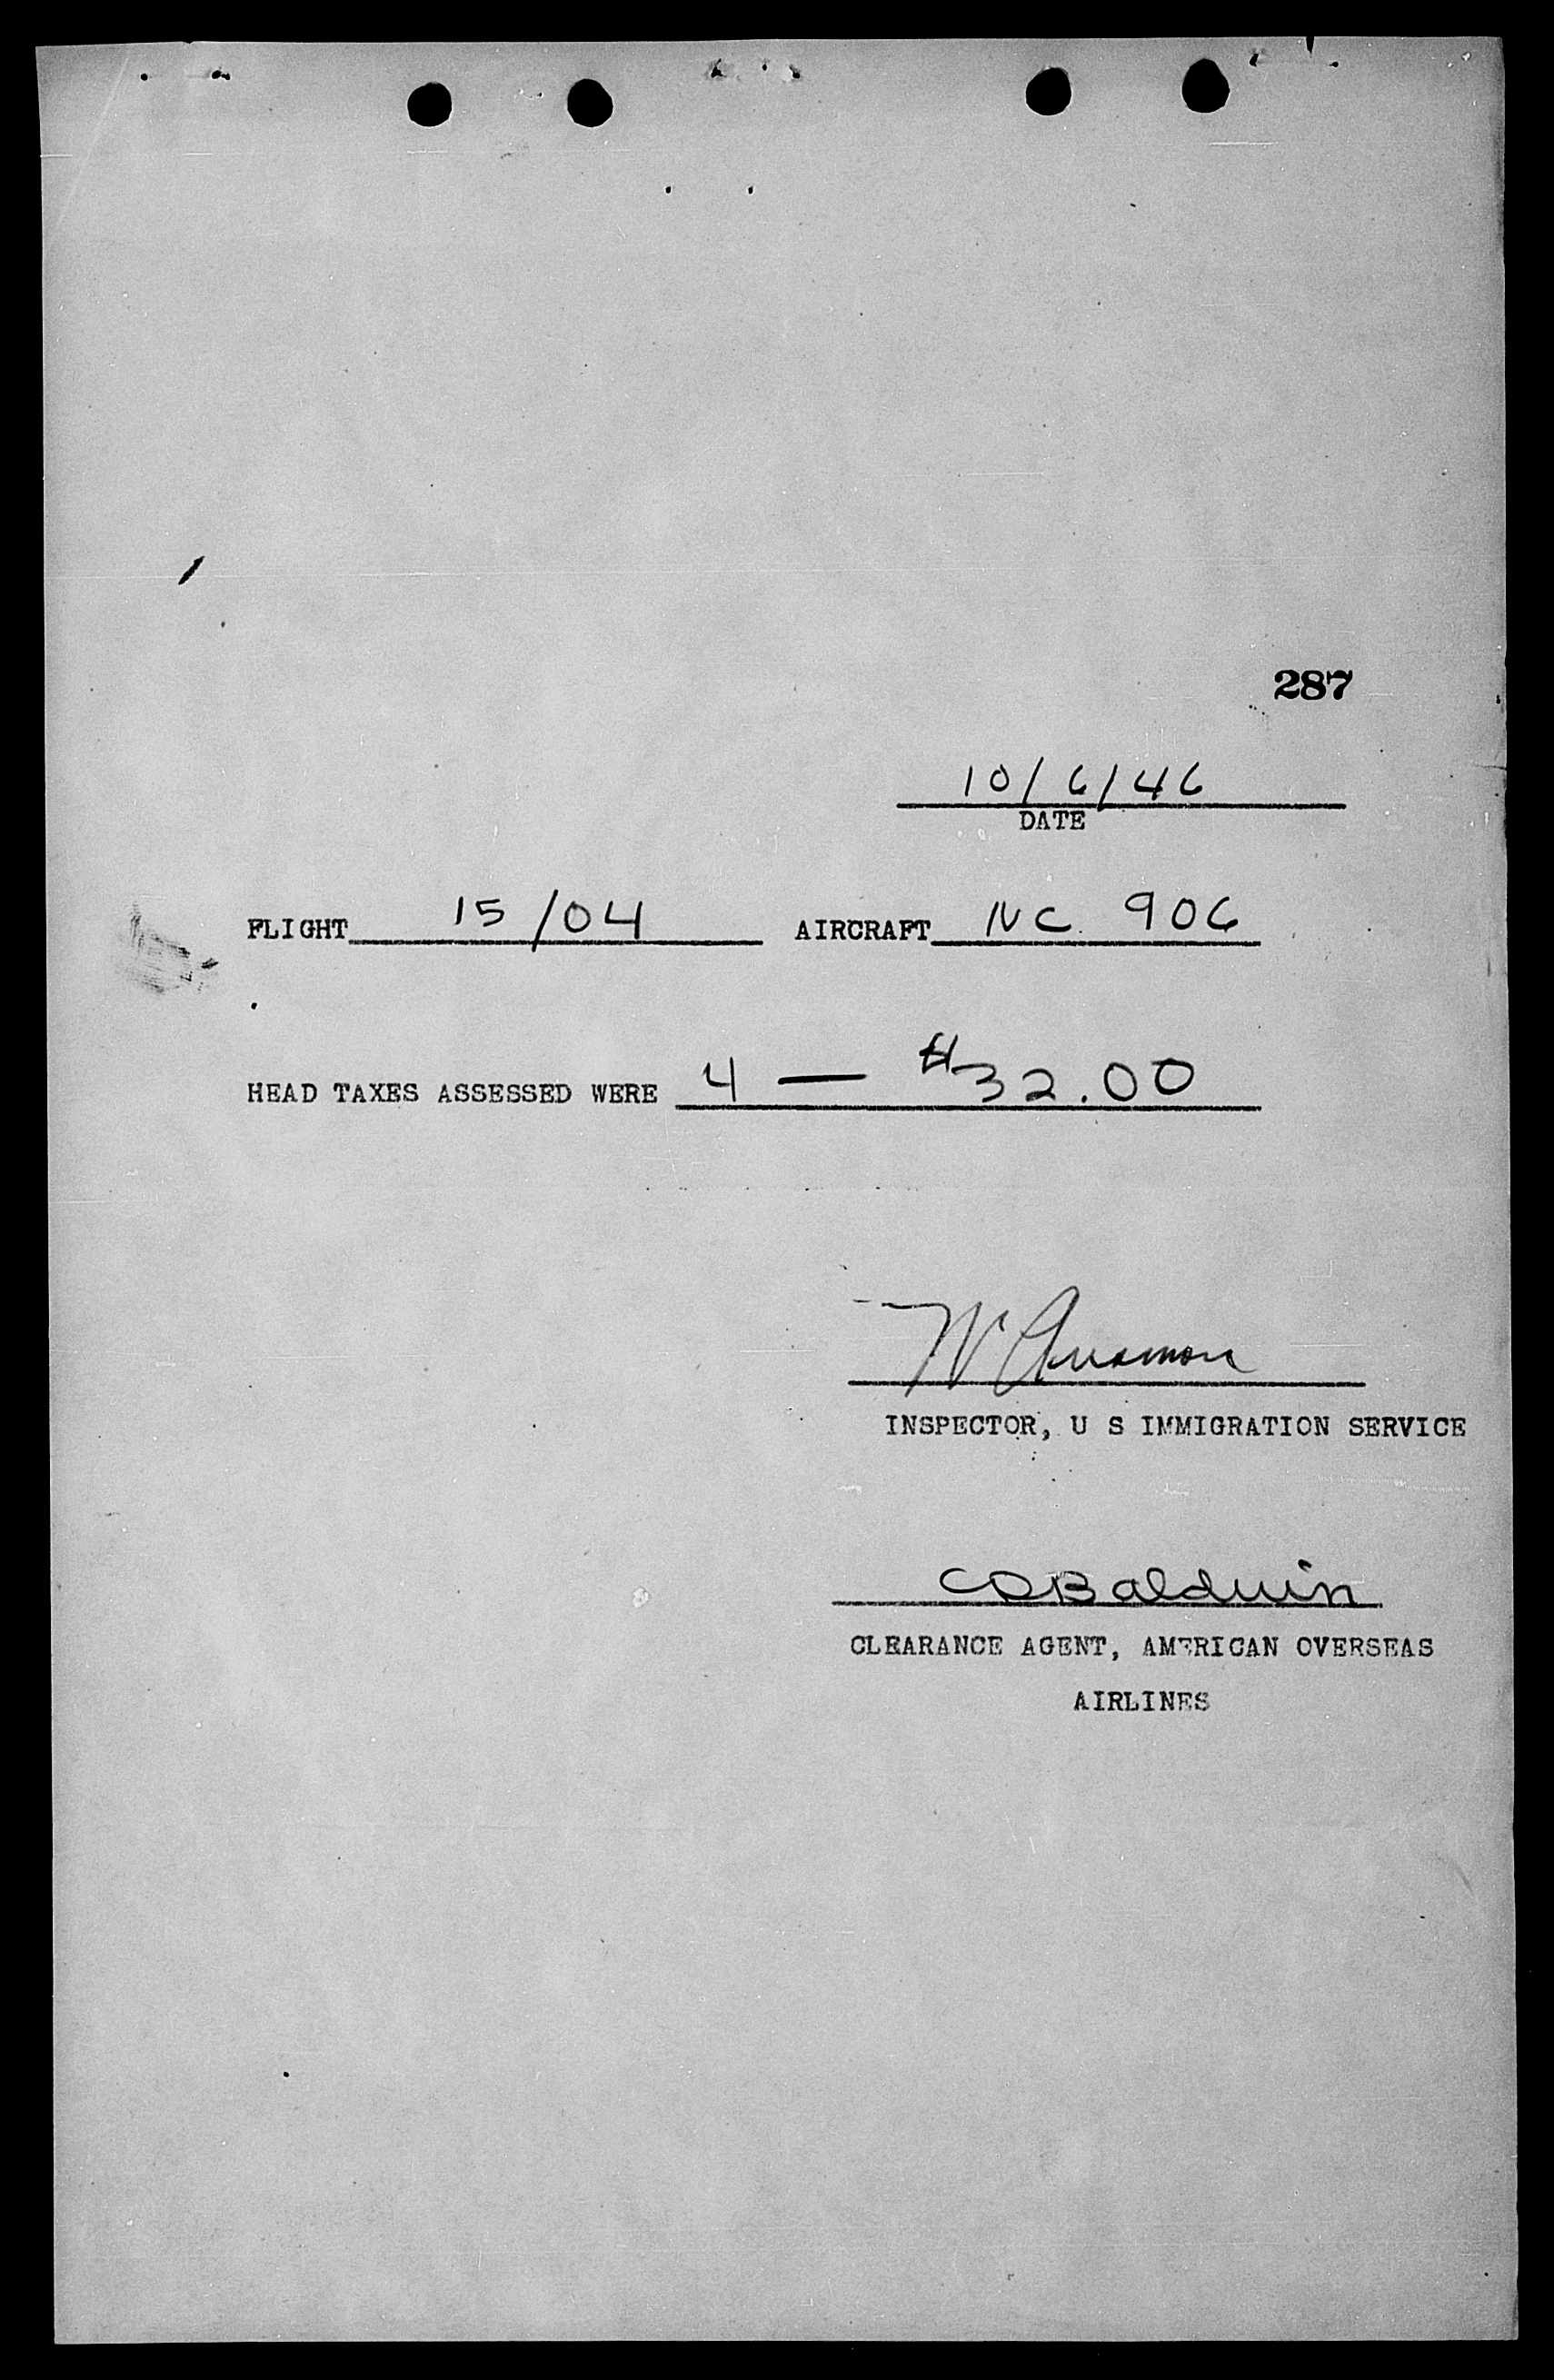 287
10/6/46
DATE
FLIGHT 15/04 AIRCRAFT NC. 906
HEAD TAXES ASSESSED WERE 4 — $32.00
INSPECTOR, U S IMMIGRATION SERVICE
CDBaldwin
CLEARANCE AGENT, AMERICAN OVERSEAS
AIRLINES